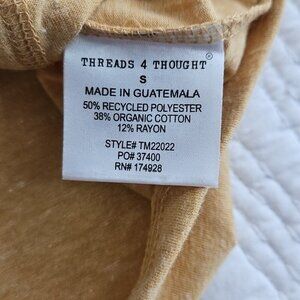 THREADS 4 THOUGHT®
S
MADE IN GUATEMALA
50% RECYCLED POLYESTER
38% ORGANIC COTTON
12% RAYON
STYLE# TM22022
PO# 37400
RN# 174928